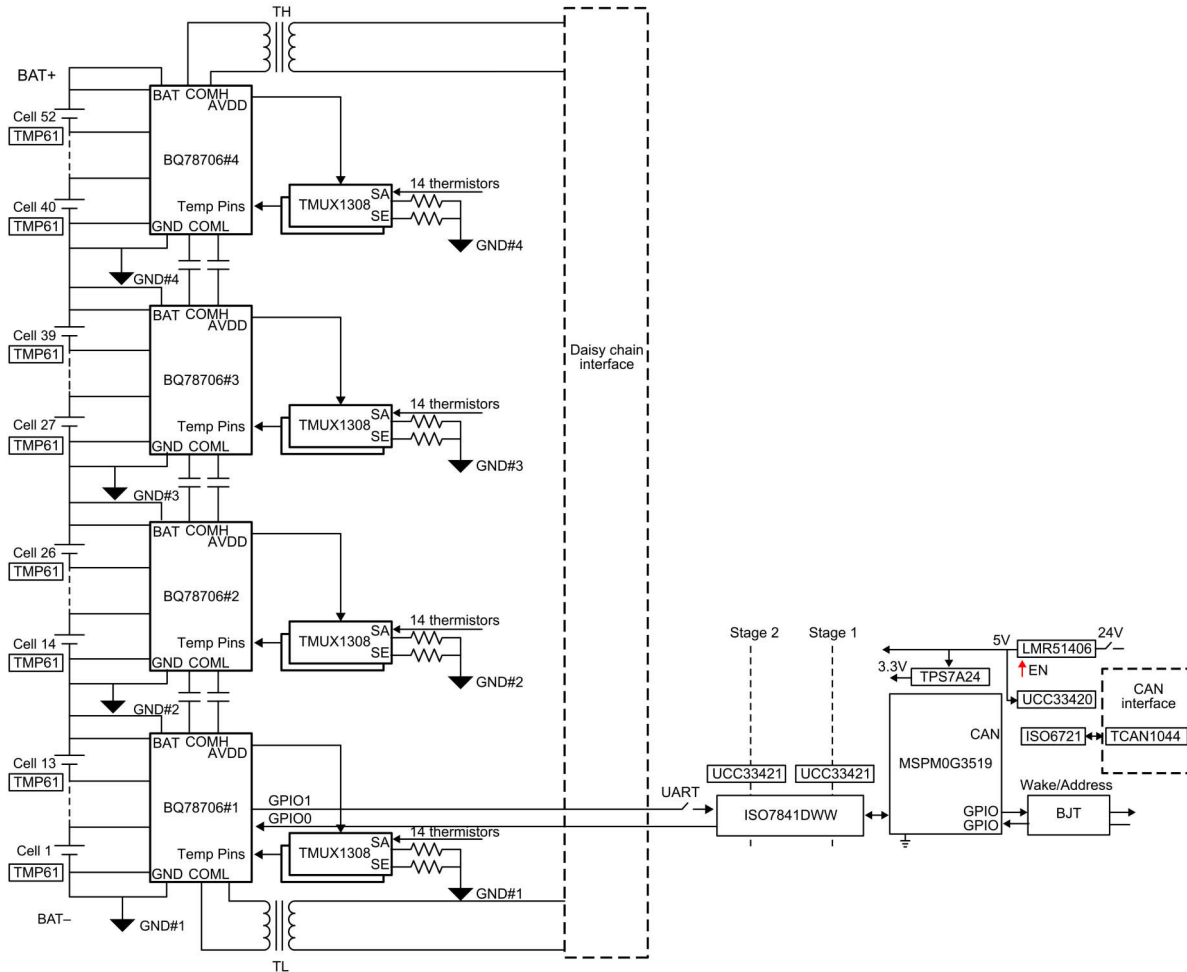 TH
BAT+
BAT COMH
AVDD
Cell 52
TMP61
BQ78706#4
14 thermistors
SA
TMUX1308
SE
Cell 40
TMP61
Temp Pins
GND COML
GND#4
GND#4
BAT COMH
AVDD
Cell 39
TMP61
BQ78706#3
Daisy chain
interface
14 thermistors
SA
TMUX1308
SE
Cell 27
TMP61
Temp Pins
GND COML
GND#3
GND#3
BAT COMH
AVDD
Cell 26
TMP61
BQ78706#2
14 thermistors
SA
TMUX1308
SE
Cell 14
TMP61
Temp Pins
GND COML
GND#2
GND#2
Stage 2
Stage 1
5V
LMR51406
24V
EN
3.3V
TPS7A24
UCC33420
CAN
interface
CAN
ISO6721
TCAN1044
MSPM0G3519
BAT COMH
AVDD
Cell 13
TMP61
BQ78706#1
GPIO1
GPIO0
UART
UCC33421
UCC33421
ISO7841DWW
Wake/Address
GPIO
GPIO
BJT
14 thermistors
SA
TMUX1308
SE
Cell 1
TMP61
Temp Pins
GND COML
GND#1
BAT–
GND#1
TL